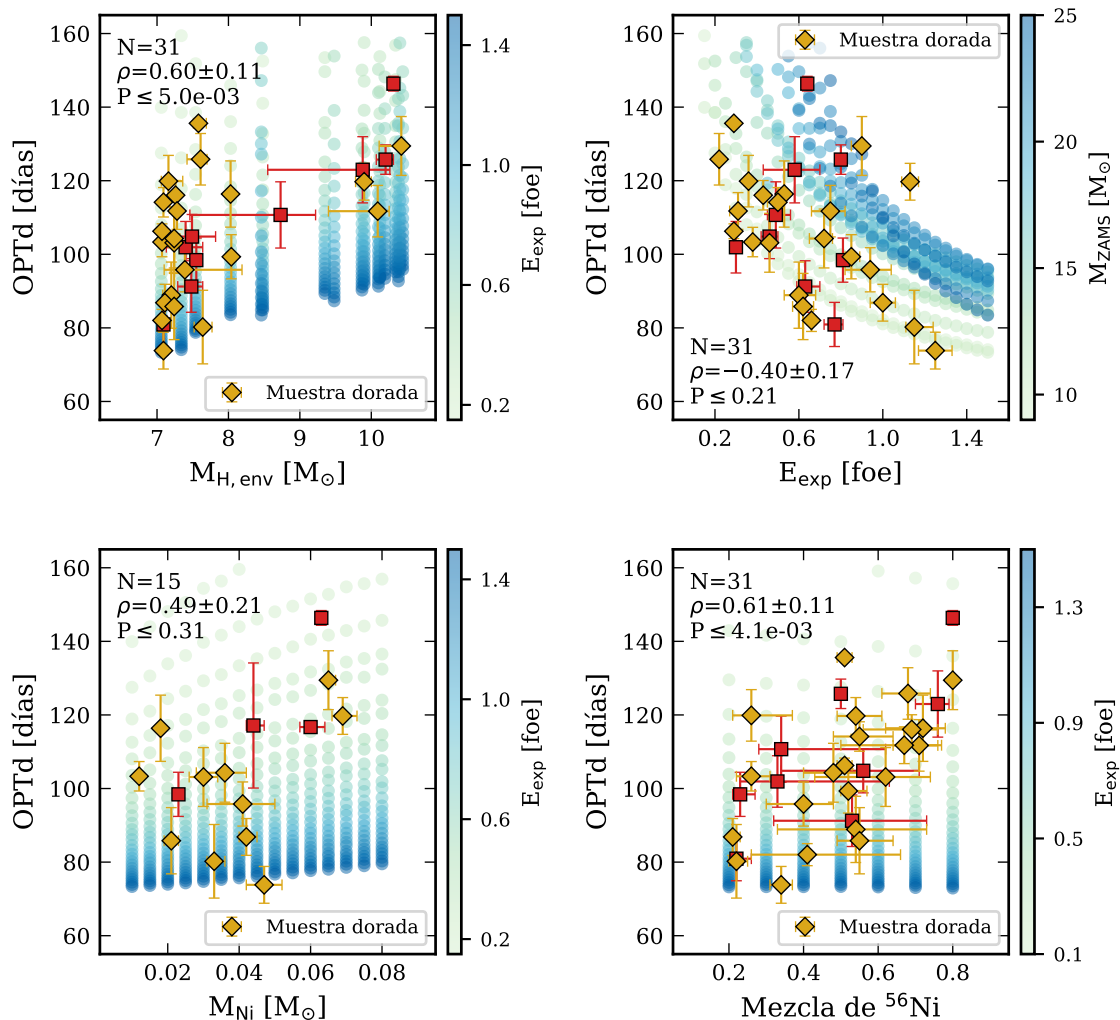 160
140
120
100
80
60
OPTd [días]
N=31
ρ=0.60±0.11
P ≤ 5.0e-03
Muestra dorada
7
8
9
10
M_H, env [M_⊙]
1.4
1.0
0.6
0.2
E_exp [foe]
160
140
120
100
80
60
OPTd [días]
Muestra dorada
N=31
ρ=−0.40±0.17
P ≤ 0.21
0.2
0.6
1.0
1.4
E_exp [foe]
25
20
15
10
M_ZAMS [M_⊙]
160
140
120
100
80
60
OPTd [días]
N=15
ρ=0.49±0.21
P ≤ 0.31
Muestra dorada
0.02
0.04
0.06
0.08
M_Ni [M_⊙]
1.4
1.0
0.6
0.2
E_exp [foe]
160
140
120
100
80
60
OPTd [días]
N=31
ρ=0.61±0.11
P ≤ 4.1e-03
Muestra dorada
0.2
0.4
0.6
0.8
Mezcla de ⁵⁶Ni
1.3
0.9
0.5
0.1
E_exp [foe]